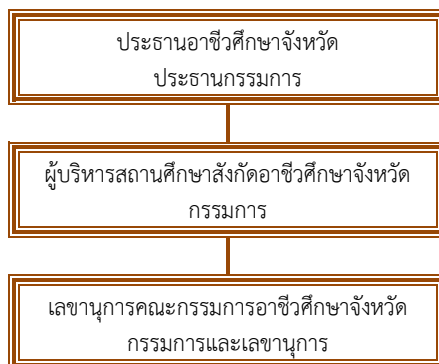 ประธานอาชีวศึกษาจังหวัด
ประธานกรรมการ
ผู้บริหารสถานศึกษาสังกัดอาชีวศึกษาจังหวัด
กรรมการ
เลขานุการคณะกรรมการอาชีวศึกษาจังหวัด
กรรมการและเลขานุการ